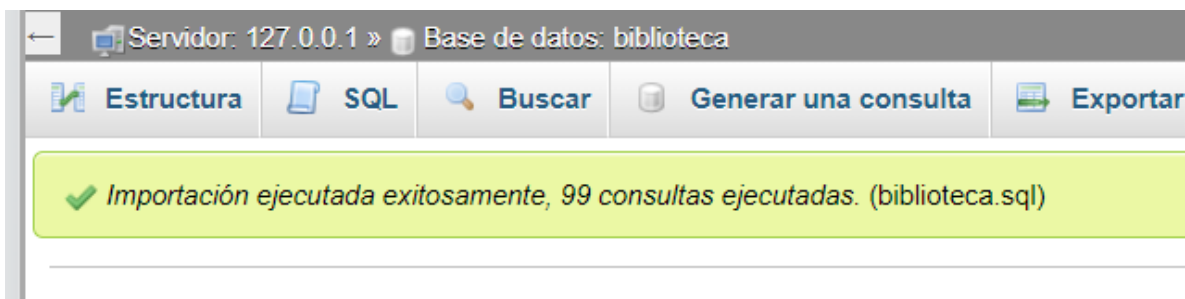 ← Servidor: 127.0.0.1 » Base de datos: biblioteca
Estructura SQL Buscar Generar una consulta Exportar
Importación ejecutada exitosamente, 99 consultas ejecutadas. (biblioteca.sql)